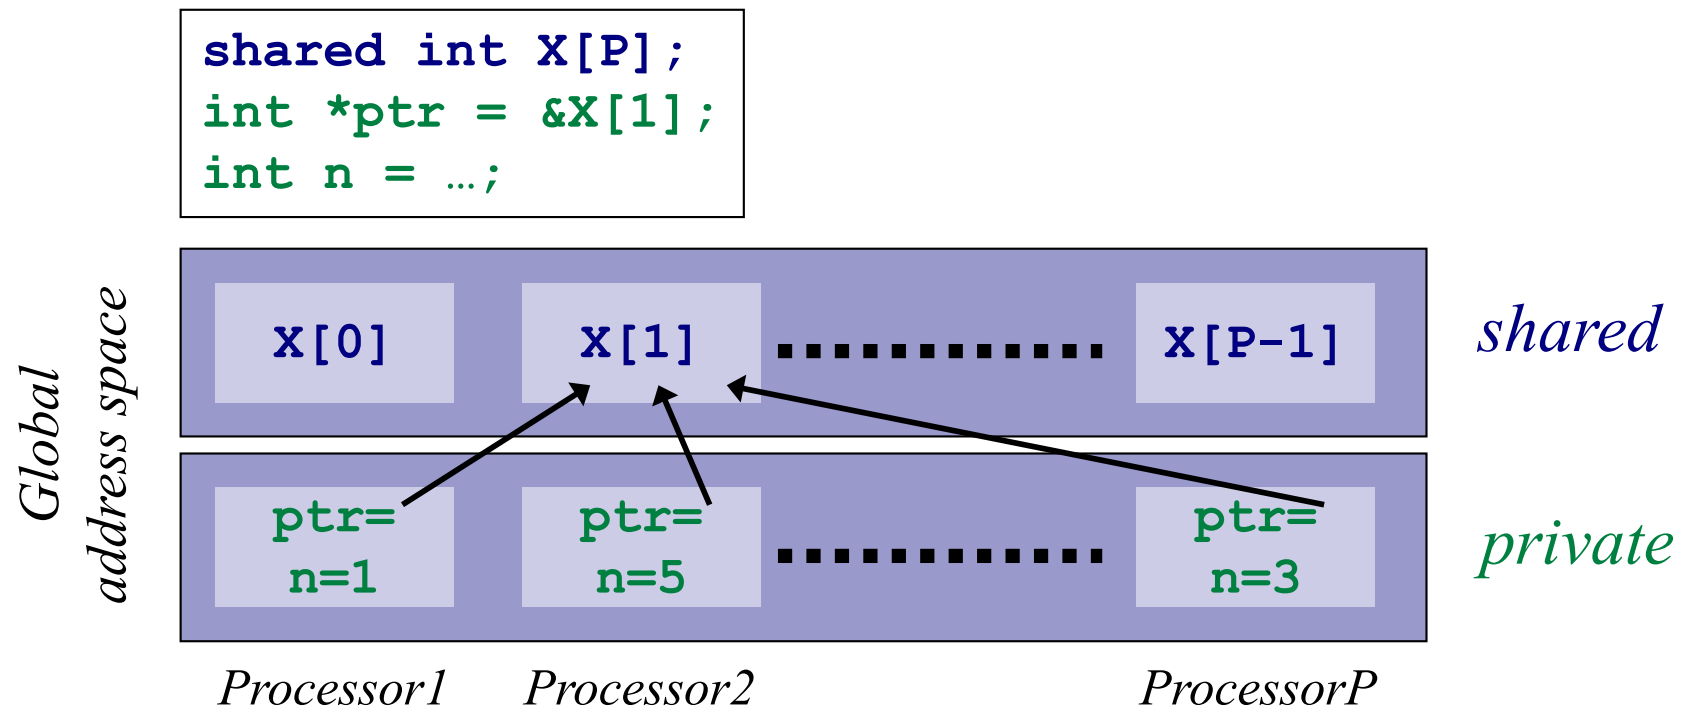 shared int X[P];
int *ptr = &X[1];
int n = …;
Global
address space
X[0]
X[1]
X[P-1]
shared
ptr=
n=1
ptr=
n=5
ptr=
n=3
private
Processor1
Processor2
ProcessorP